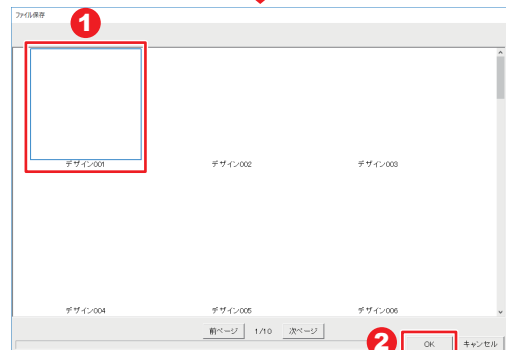 ファイル保存
1
デザイン001 デザイン002 デザイン003
デザイン004 デザイン005 デザイン006
前ページ 1/10 次ページ
2 OK キャンセル